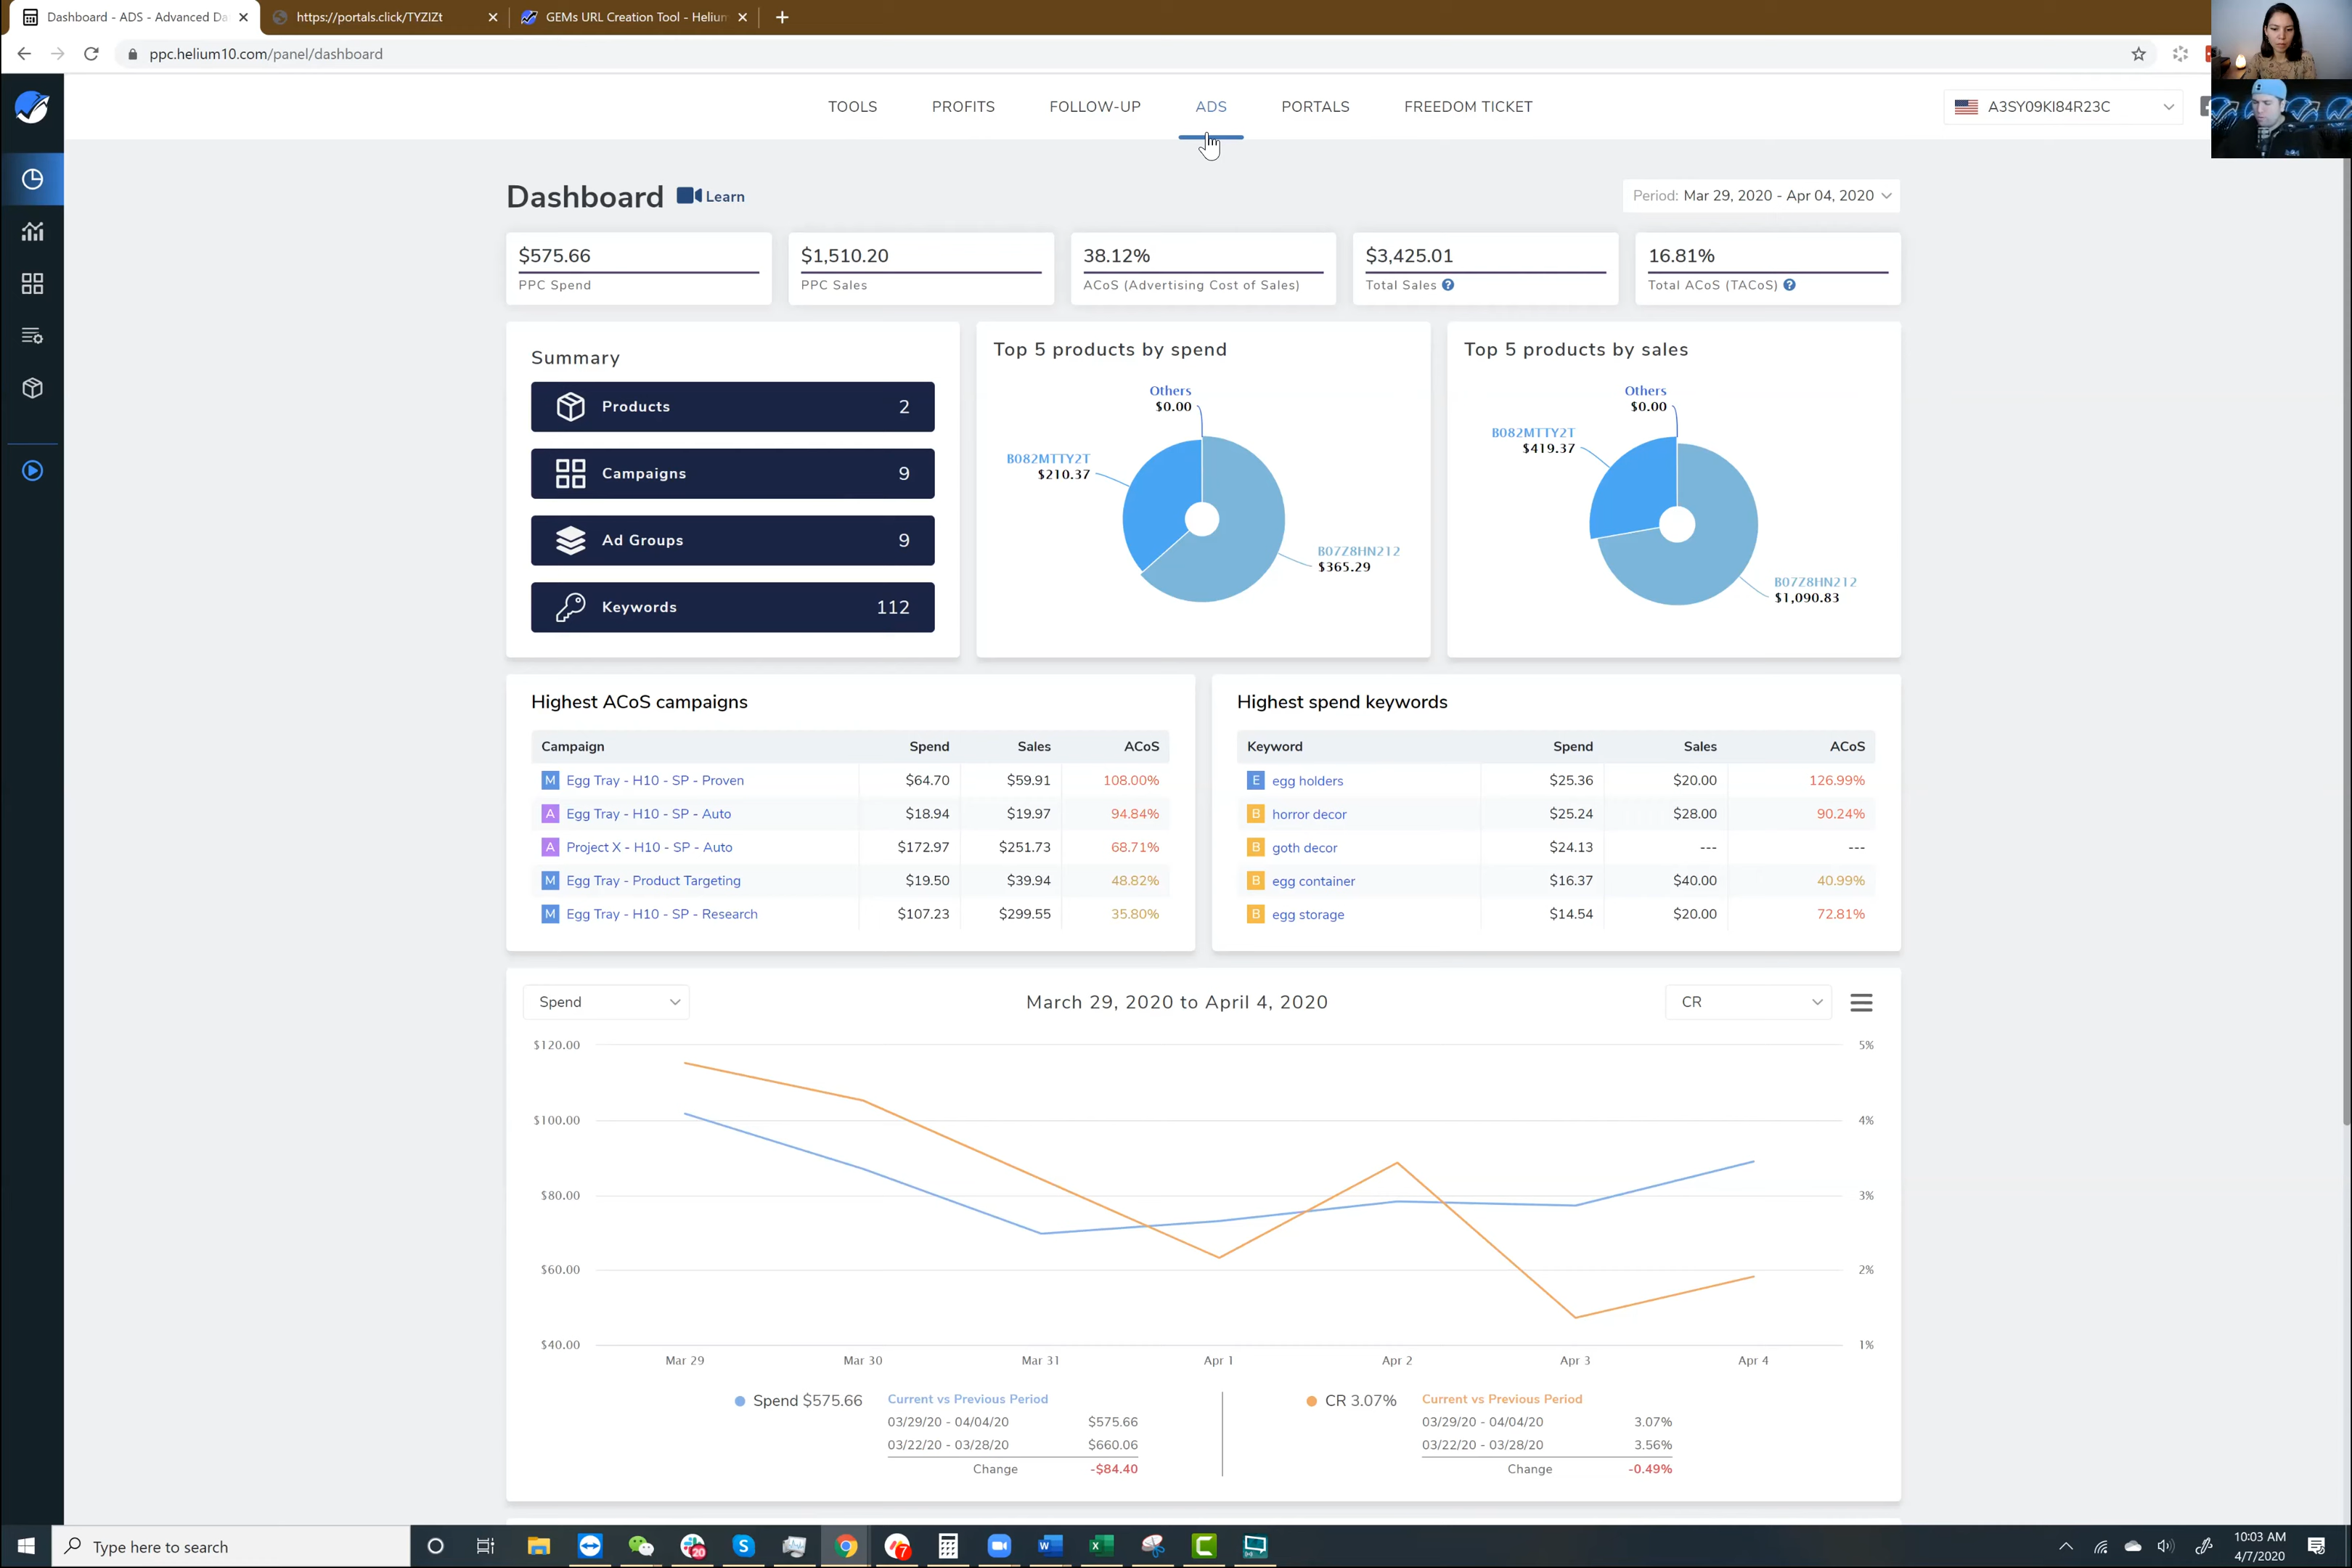 Dashboard - ADS - Advanced Da
https://portals.click/TYZIZt
GEMs URL Creation Tool - Helium
ppc.helium10.com/panel/dashboard
TOOLS PROFITS FOLLOW-UP ADS PORTALS FREEDOM TICKET
A3SY09KI84R23C
Dashboard Learn
Period: Mar 29, 2020 - Apr 04, 2020
$575.66
PPC Spend
$1,510.20
PPC Sales
38.12%
ACoS (Advertising Cost of Sales)
$3,425.01
Total Sales ?
16.81%
Total ACoS (TACoS) ?
Summary
Products 2
Campaigns 9
Ad Groups 9
Keywords 112
Top 5 products by spend
Others
$0.00
B082MTTY2T
$210.37
B07Z8HN212
$365.29
Top 5 products by sales
Others
$0.00
B082MTTY2T
$419.37
B07Z8HN212
$1,090.83
Highest ACoS campaigns
Campaign Spend Sales ACoS
M Egg Tray - H10 - SP - Proven $64.70 $59.91 108.00%
A Egg Tray - H10 - SP - Auto $18.94 $19.97 94.84%
A Project X - H10 - SP - Auto $172.97 $251.73 68.71%
M Egg Tray - Product Targeting $19.50 $39.94 48.82%
M Egg Tray - H10 - SP - Research $107.23 $299.55 35.80%
Highest spend keywords
Keyword Spend Sales ACoS
E egg holders $25.36 $20.00 126.99%
B horror decor $25.24 $28.00 90.24%
B goth decor $24.13 --- ---
B egg container $16.37 $40.00 40.99%
B egg storage $14.54 $20.00 72.81%
Spend
March 29, 2020 to April 4, 2020
CR
$120.00 5%
$100.00 4%
$80.00 3%
$60.00 2%
$40.00 1%
Mar 29 Mar 30 Mar 31 Apr 1 Apr 2 Apr 3 Apr 4
Spend $575.66
Current vs Previous Period
03/29/20 - 04/04/20 $575.66
03/22/20 - 03/28/20 $660.06
Change -$84.40
CR 3.07%
Current vs Previous Period
03/29/20 - 04/04/20 3.07%
03/22/20 - 03/28/20 3.56%
Change -0.49%
Type here to search
20
S
7
W
X
C
10:03 AM
4/7/2020